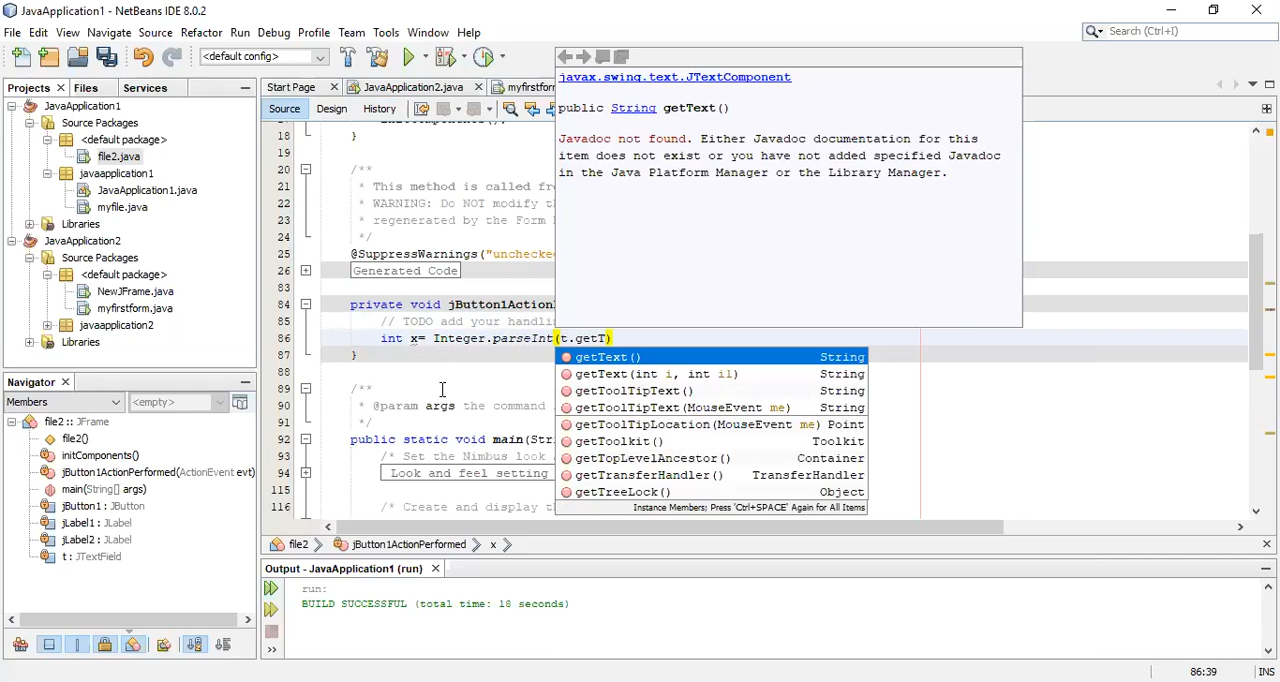 JavaApplication1 - NetBeans IDE 8.0.2
File Edit View Navigate Source Refactor Run Debug Profile Team Tools Window Help
Search (Ctrl+I)
<default config>
Projects Files Services
JavaApplication1
Source Packages
<default package>
file2.java
javaapplication1
JavaApplication1.java
myfile.java
Libraries
JavaApplication2
Source Packages
<default package>
NewJFrame.java
myfirstform.java
javaapplication2
Libraries
Navigator
Members <empty>
file2 :: JFrame
file2()
initComponents()
jButton1ActionPerformed(ActionEvent evt)
main(String[] args)
jButton1 : JButton
jLabel1 : JLabel
jLabel2 : JLabel
t : JTextField
Start Page JavaApplication2.java myfirstform
Source Design History
18 }
19
20 /**
21 * This method is called fro
22 * WARNING: Do NOT modify th
23 * regenerated by the Form
24 */
25 @SuppressWarnings("unchecked
26 Generated Code
84 private void jButton1Action
85 // TODO add your handlin
86 int x= Integer.parseInt(t.getT)
87 }
88
89 /**
90 * @param args the command
91 */
92 public static void main(Stri
93 /* Set the Nimbus look
94 Look and feel setting
115
116 /* Create and display th
javax.swing.text.JTextComponent
public String getText()
Javadoc not found. Either Javadoc documentation for this
item does not exist or you have not added specified Javadoc
in the Java Platform Manager or the Library Manager.
getText() String
getText(int i, int i1) String
getToolTipText() String
getToolTipText(MouseEvent me) String
getToolTipLocation(MouseEvent me) Point
getToolkit() Toolkit
getTopLevelAncestor() Container
getTransferHandler() TransferHandler
getTreeLock() Object
Instance Members; Press 'Ctrl+SPACE' Again for All Items
file2 jButton1ActionPerformed x
Output - JavaApplication1 (run)
run:
BUILD SUCCESSFUL (total time: 18 seconds)
86:39 INS